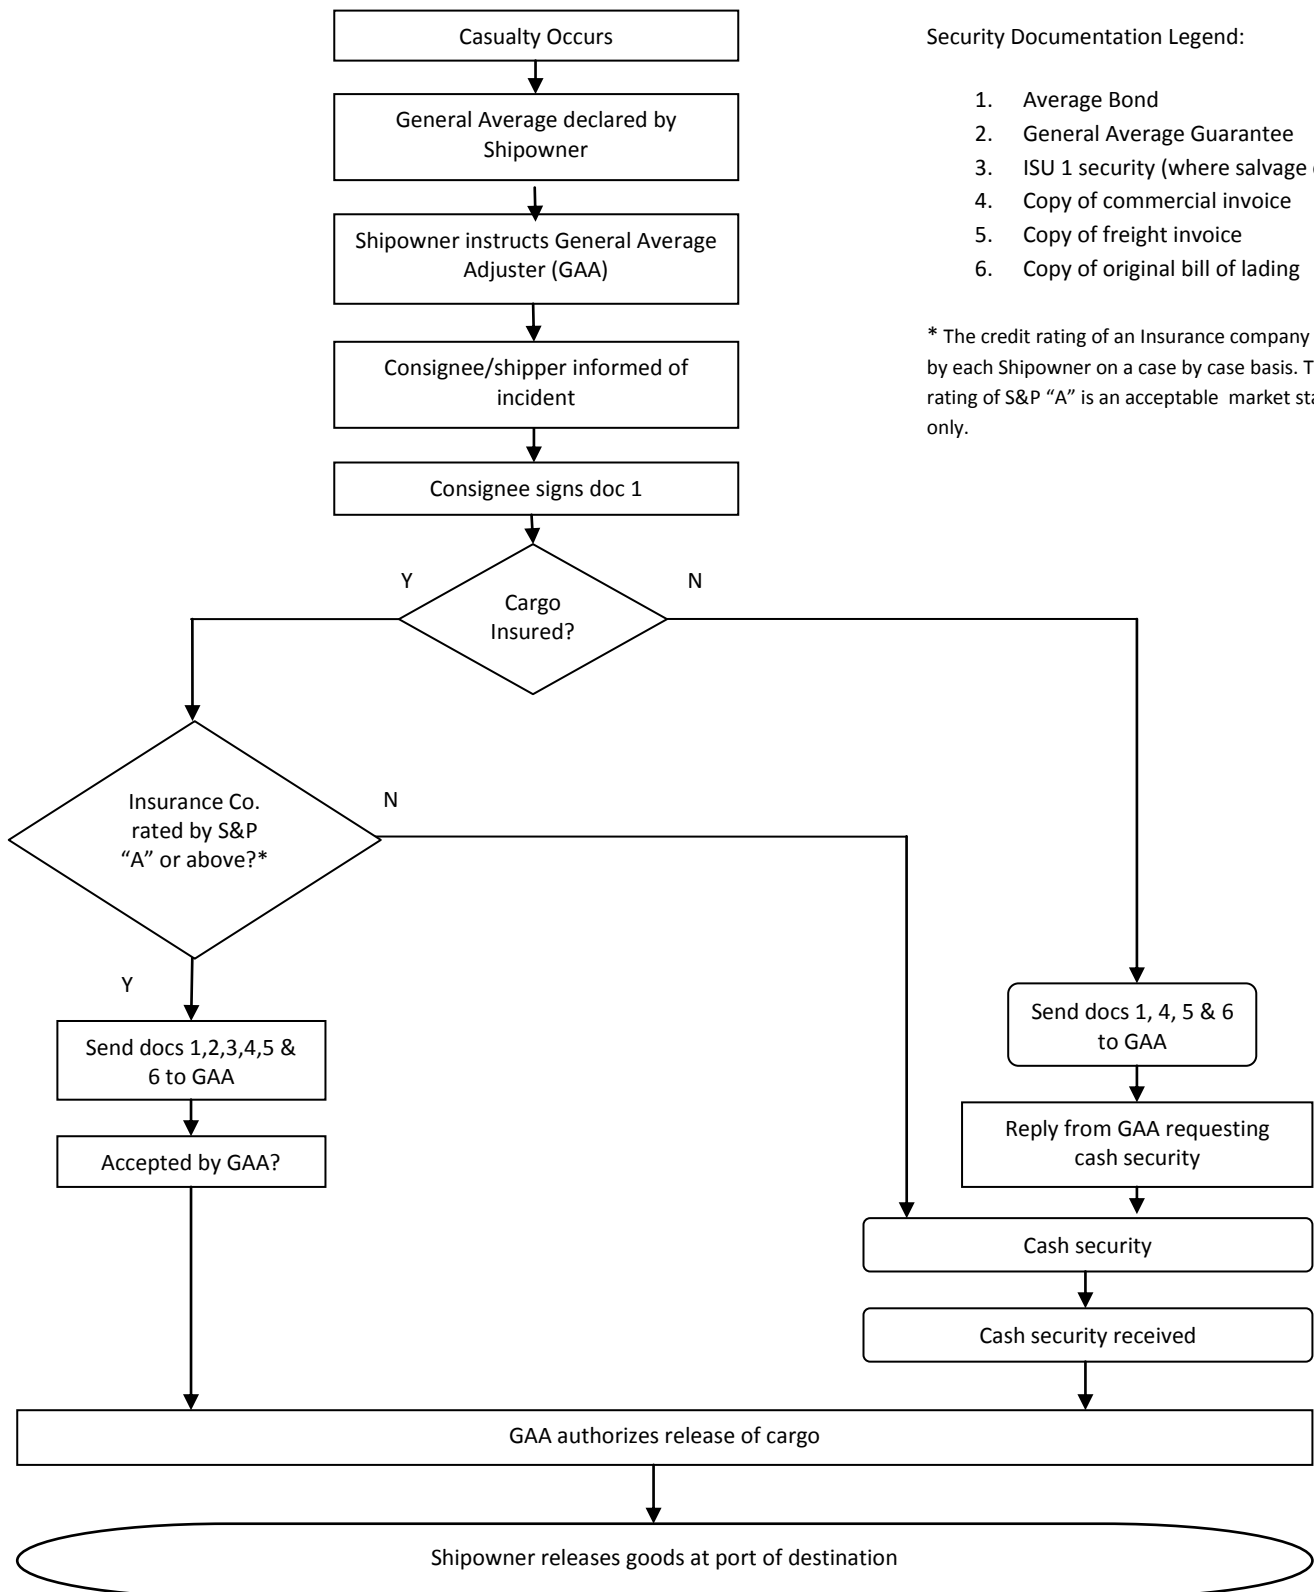 Casualty Occurs
General Average declared by
Shipowner
Shipowner instructs General Average
Adjuster (GAA)
Consignee/shipper informed of
incident
Consignee signs doc 1
Security Documentation Legend:
1. Average Bond
2. General Average Guarantee
3. ISU 1 security (where salvage
4. Copy of commercial invoice
5. Copy of freight invoice
6. Copy of original bill of lading
* The credit rating of an Insurance company
by each Shipowner on a case by case basis.
rating of S&P “A” is an acceptable market
only.
Y
N
Cargo
Insured?
Insurance Co.
rated by S&P
“A” or above?*
N
Y
Send docs 1,2,3,4,5 &
6 to GAA
Accepted by GAA?
Send docs 1, 4, 5 & 6
to GAA
Reply from GAA requesting
cash security
Cash security
Cash security received
GAA authorizes release of cargo
Shipowner releases goods at port of destination